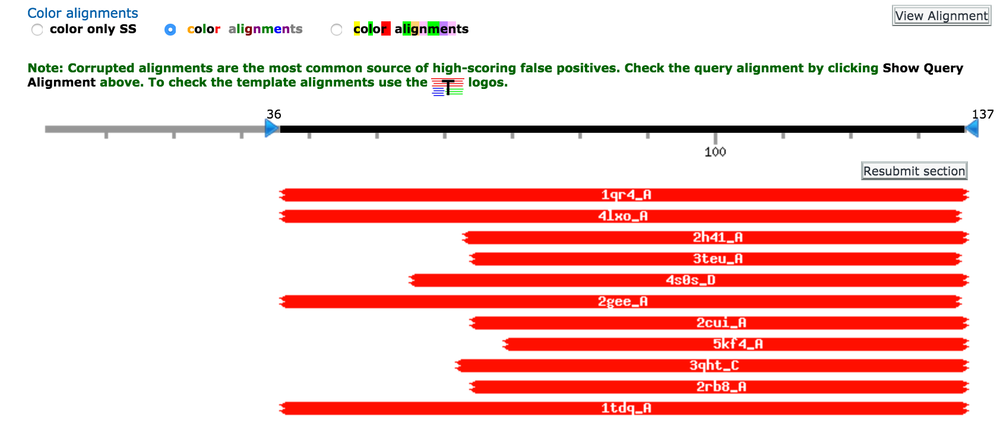 Color alignments
View Alignment
color only SS color alignments color alignments
Note: Corrupted alignments are the most common source of high-scoring false positives. Check the query alignment by clicking Show Query
Alignment above. To check the template alignments use the T logos.
36 137
100
Resubmit section
1qr4_A
4lxo_A
2h41_A
3teu_A
4s0s_D
2gee_A
2cui_A
5kf4_A
3qht_C
2rb8_A
1tdq_A